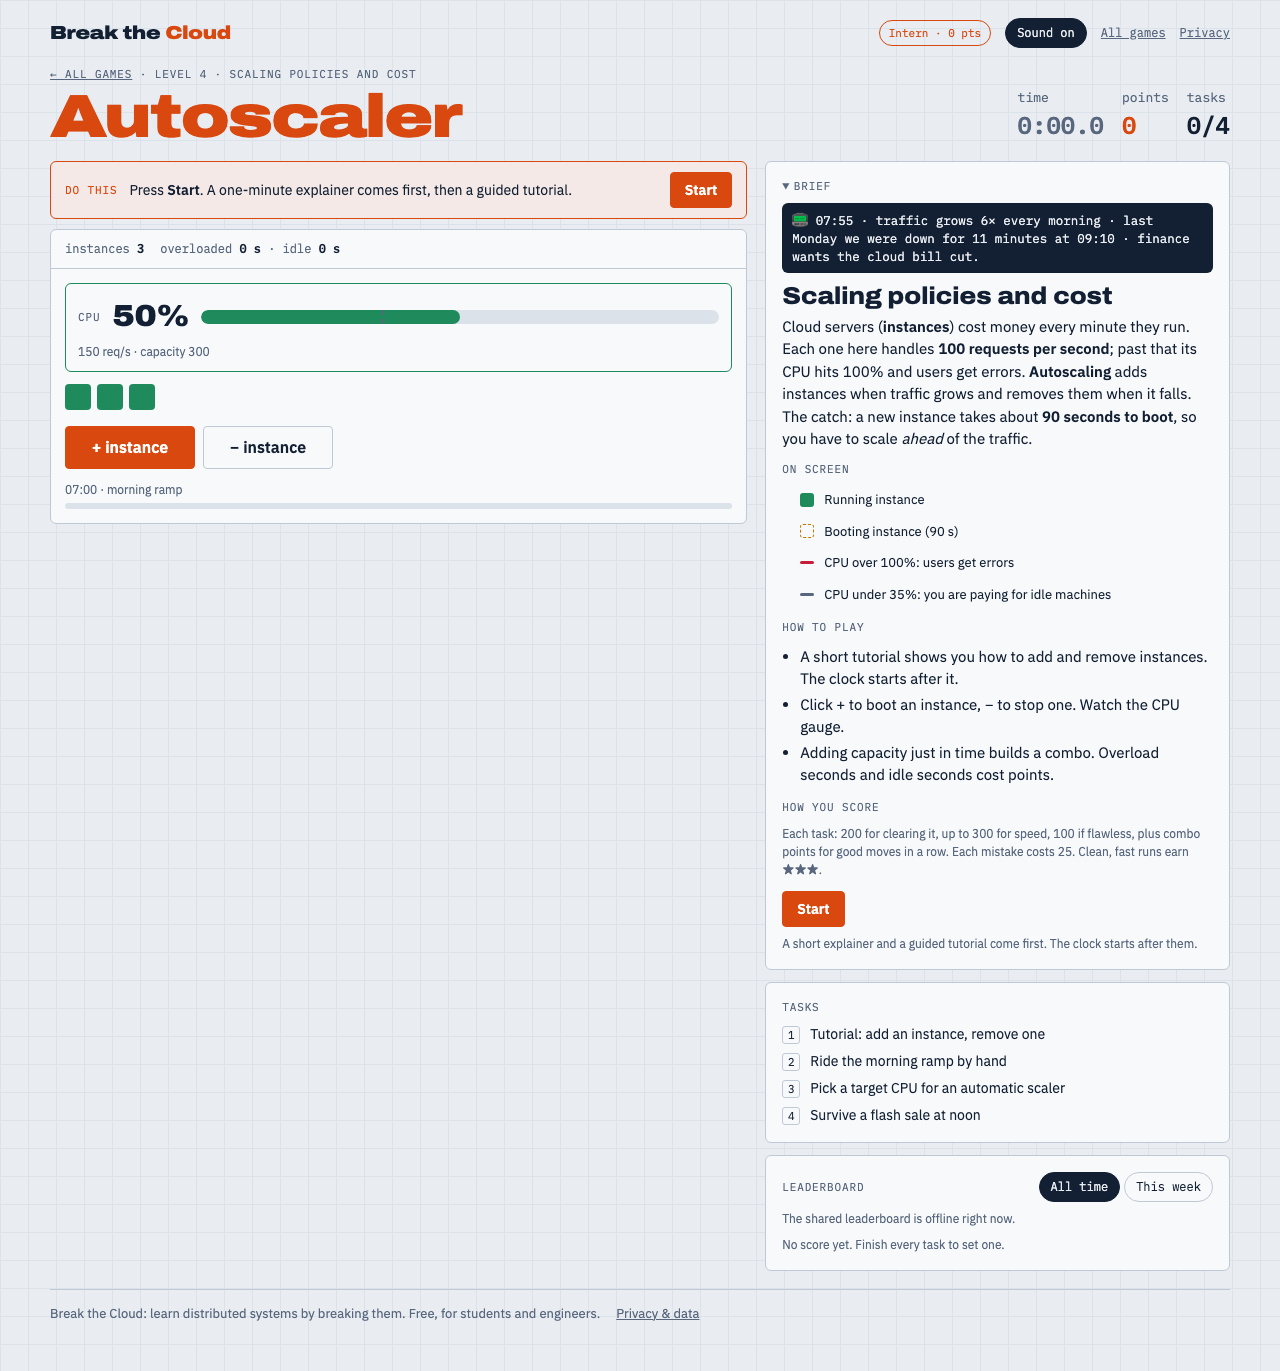 Break the Cloud
Intern · 0 pts
Sound on
All games
Privacy
← ALL GAMES · LEVEL 4 · SCALING POLICIES AND COST
Autoscaler
time
0:00.0
points
0
tasks
0/4
DO THIS Press Start. A one-minute explainer comes first, then a guided tutorial.
Start
instances 3 overloaded 0 s · idle 0 s
CPU 50%
150 req/s · capacity 300
+ instance
− instance
07:00 · morning ramp
▼ BRIEF
07:55 · traffic grows 6× every morning · last
Monday we were down for 11 minutes at 09:10 · finance
wants the cloud bill cut.
Scaling policies and cost
Cloud servers (instances) cost money every minute they run.
Each one here handles 100 requests per second; past that its
CPU hits 100% and users get errors. Autoscaling adds
instances when traffic grows and removes them when it falls.
The catch: a new instance takes about 90 seconds to boot, so
you have to scale ahead of the traffic.
ON SCREEN
Running instance
Booting instance (90 s)
CPU over 100%: users get errors
CPU under 35%: you are paying for idle machines
HOW TO PLAY
• A short tutorial shows you how to add and remove instances.
The clock starts after it.
• Click + to boot an instance, − to stop one. Watch the CPU
gauge.
• Adding capacity just in time builds a combo. Overload
seconds and idle seconds cost points.
HOW YOU SCORE
Each task: 200 for clearing it, up to 300 for speed, 100 if flawless, plus combo
points for good moves in a row. Each mistake costs 25. Clean, fast runs earn
★★★.
Start
A short explainer and a guided tutorial come first. The clock starts after them.
TASKS
1 Tutorial: add an instance, remove one
2 Ride the morning ramp by hand
3 Pick a target CPU for an automatic scaler
4 Survive a flash sale at noon
LEADERBOARD
All time
This week
The shared leaderboard is offline right now.
No score yet. Finish every task to set one.
Break the Cloud: learn distributed systems by breaking them. Free, for students and engineers.
Privacy & data